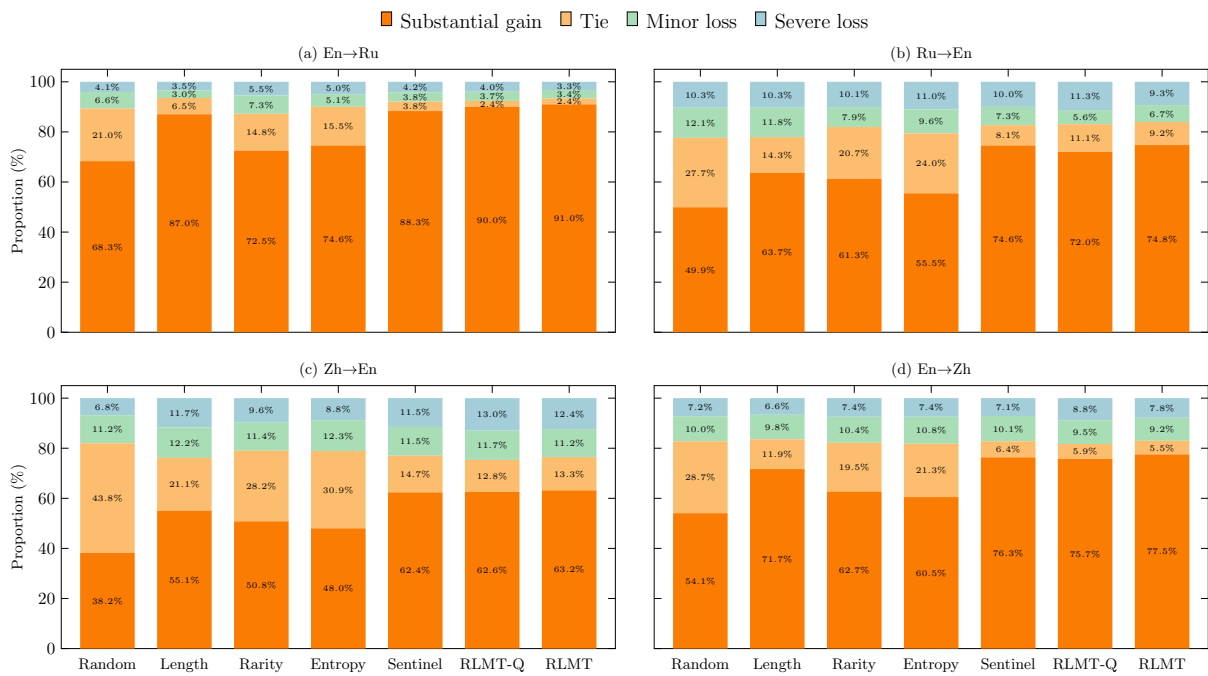 Substantial gain Tie Minor loss Severe loss
(a) En→Ru
(b) Ru→En
Proportion (%)
100
80
60
40
20
0
4.1% 3.5% 5.5% 5.0% 4.2% 4.0% 3.3%
6.6% 3.0% 7.3% 5.1% 3.8% 3.7% 3.4%
21.0% 6.5% 14.8% 15.5% 3.8% 2.4% 2.4%
68.3% 87.0% 72.5% 74.6% 88.3% 90.0% 91.0%
100
80
60
40
20
0
10.3% 10.3% 10.1% 11.0% 10.0% 11.3% 9.3%
12.1% 11.8% 7.9% 9.6% 7.3% 5.6% 6.7%
27.7% 14.3% 20.7% 24.0% 8.1% 11.1% 9.2%
49.9% 63.7% 61.3% 55.5% 74.6% 72.0% 74.8%
(c) Zh→En
(d) En→Zh
Proportion (%)
100
80
60
40
20
0
6.8% 11.7% 9.6% 8.8% 11.5% 13.0% 12.4%
11.2% 12.2% 11.4% 12.3% 11.5% 11.7% 11.2%
43.8% 21.1% 28.2% 30.9% 14.7% 12.8% 13.3%
38.2% 55.1% 50.8% 48.0% 62.4% 62.6% 63.2%
Random Length Rarity Entropy Sentinel RLMT-Q RLMT
100
80
60
40
20
0
7.2% 6.6% 7.4% 7.4% 7.1% 8.8% 7.8%
10.0% 9.8% 10.4% 10.8% 10.1% 9.5% 9.2%
28.7% 11.9% 19.5% 21.3% 6.4% 5.9% 5.5%
54.1% 71.7% 62.7% 60.5% 76.3% 75.7% 77.5%
Random Length Rarity Entropy Sentinel RLMT-Q RLMT